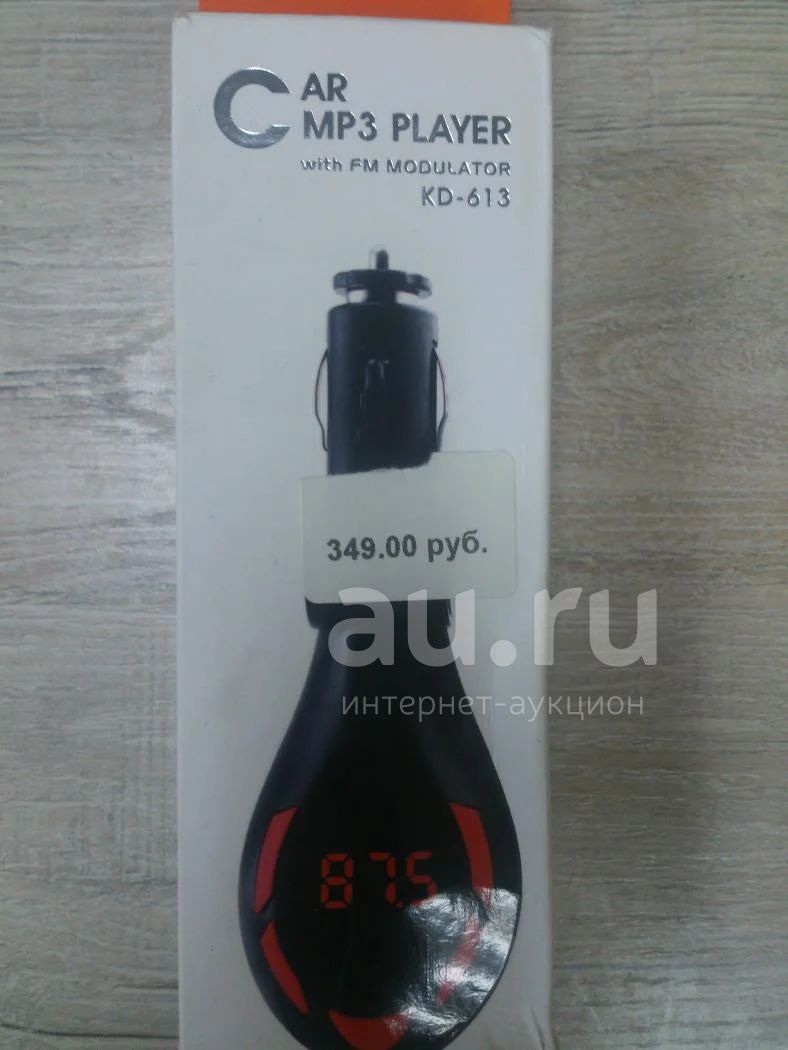 CAR
MP3 PLAYER
with FM MODULATOR
KD-613
349.00 руб.
au.ru
интернет-аукцион
87.5